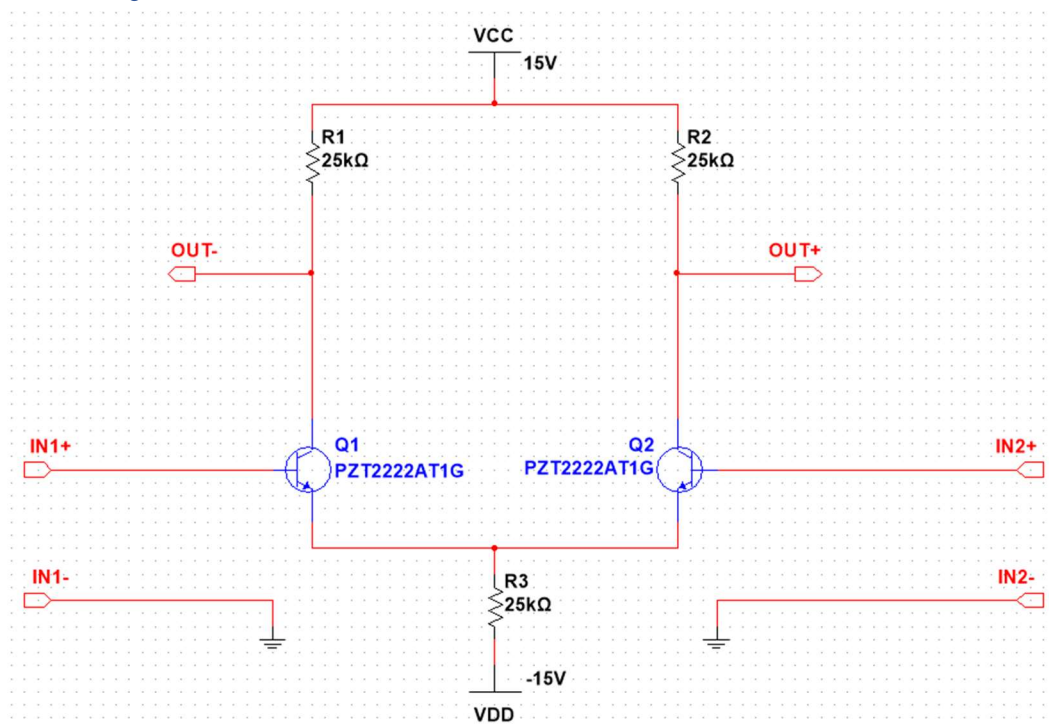 VCC
15V
R1
25kΩ
R2
25kΩ
OUT-
OUT+
IN1+
Q1
PZT2222AT1G
Q2
PZT2222AT1G
IN2+
IN1-
R3
25kΩ
IN2-
-15V
VDD